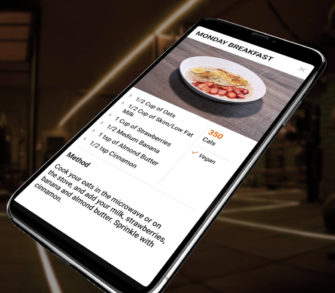 MONDAY BREAKFAST
1/2 Cup of Oats
1/2 Cup of Skim/Low Fat
Milk
1 Cup of Strawberries
1/2 Medium Banana
1 tsp of Almond Butter
1/2 tsp Cinnamon
350
Cals
Vegan
Method
Cook your oats in the microwave or on
the stove, and add your milk, strawberries,
banana and almond butter. Sprinkle with
cinnamon.